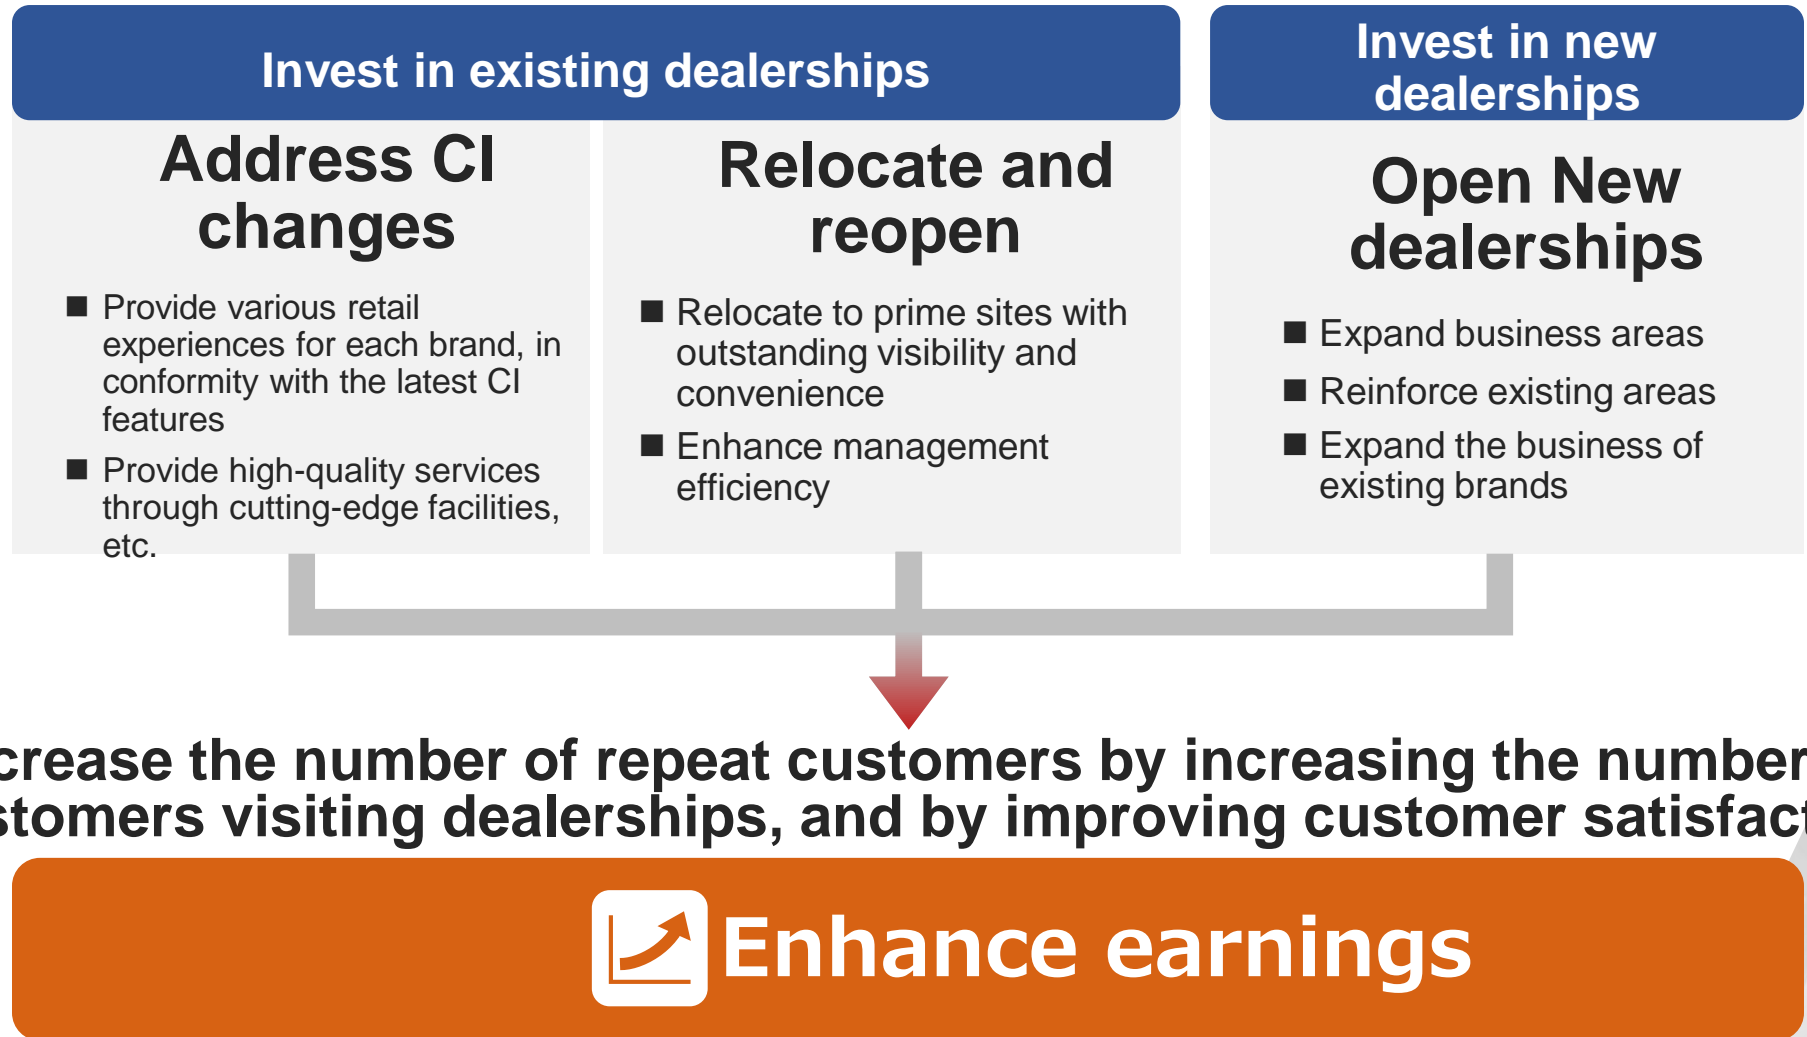 Invest in existing dealerships
Address CI
changes
■ Provide various retail
experiences for each brand, in
conformity with the latest CI
features
■ Provide high-quality services
through cutting-edge facilities,
etc.
Relocate and
reopen
■ Relocate to prime sites with
outstanding visibility and
convenience
■ Enhance management
efficiency
Invest in new
dealerships
Open New
dealerships
■ Expand business areas
■ Reinforce existing areas
■ Expand the business of
existing brands
crease the number of repeat customers by increasing the number
stomers visiting dealerships, and by improving customer satisfact
Enhance earnings